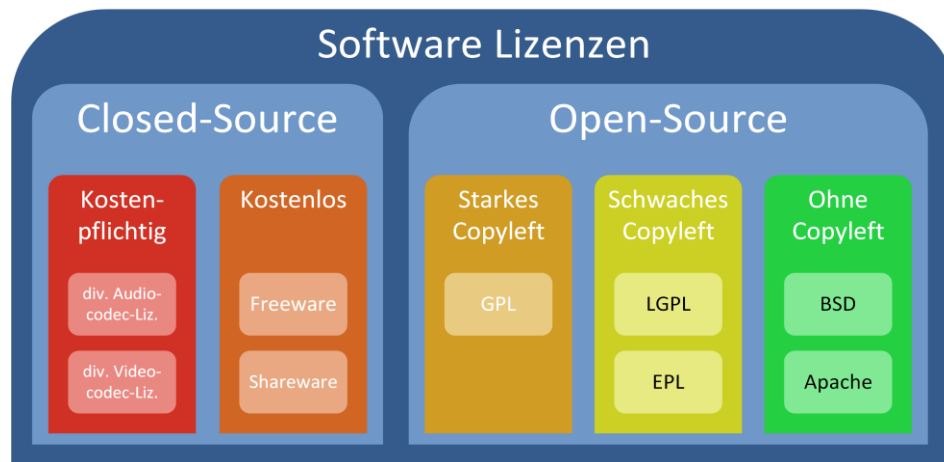 Software Lizenzen
Closed-Source
Open-Source
Kosten-
pflichtig
Kostenlos
Starkes
Copyleft
Schwaches
Copyleft
Ohne
Copyleft
div. Audio-
codec-Liz.
Freeware
GPL
LGPL
BSD
div. Video-
codec-Liz.
Shareware
EPL
Apache